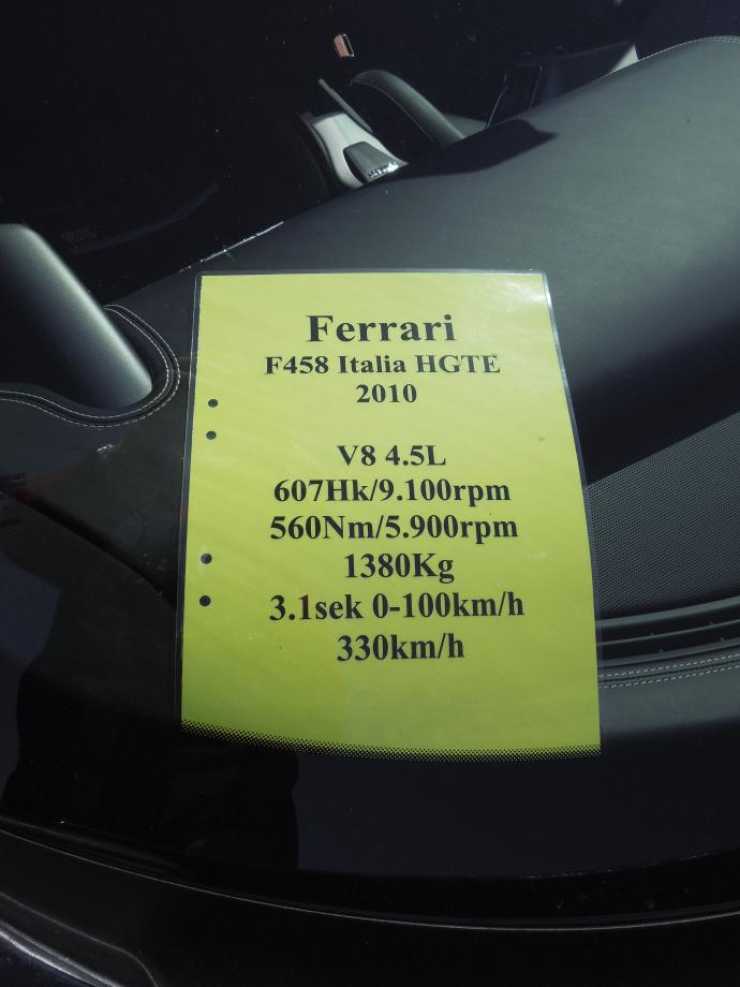 Ferrari
F458 Italia HGTE
2010
V8 4.5L
607Hk/9.100rpm
560Nm/5.900rpm
1380Kg
3.1sek 0-100km/h
330km/h